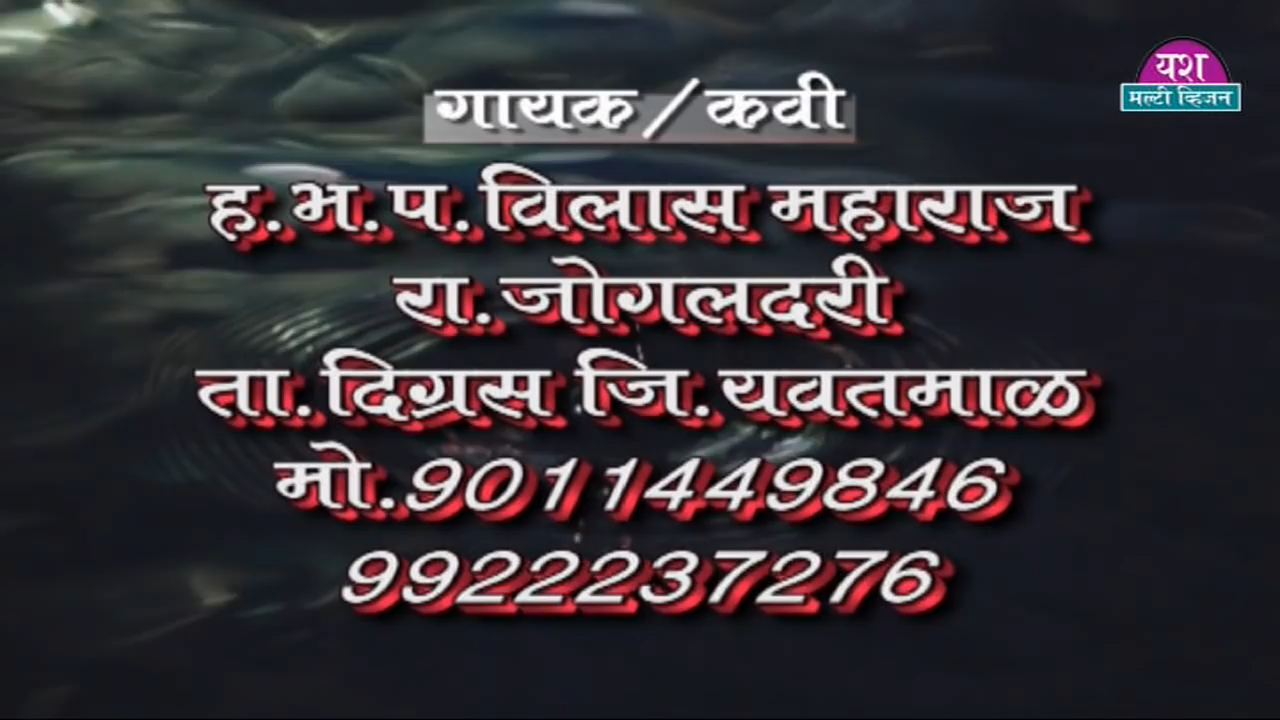 गायक / कवी
यश
मल्टी व्हिजन
ह.भ.प.विलास महाराज
रा.जोगलदरी
ता.दिग्रस जि.यवतमाळ
मो.9011449846
9922237276